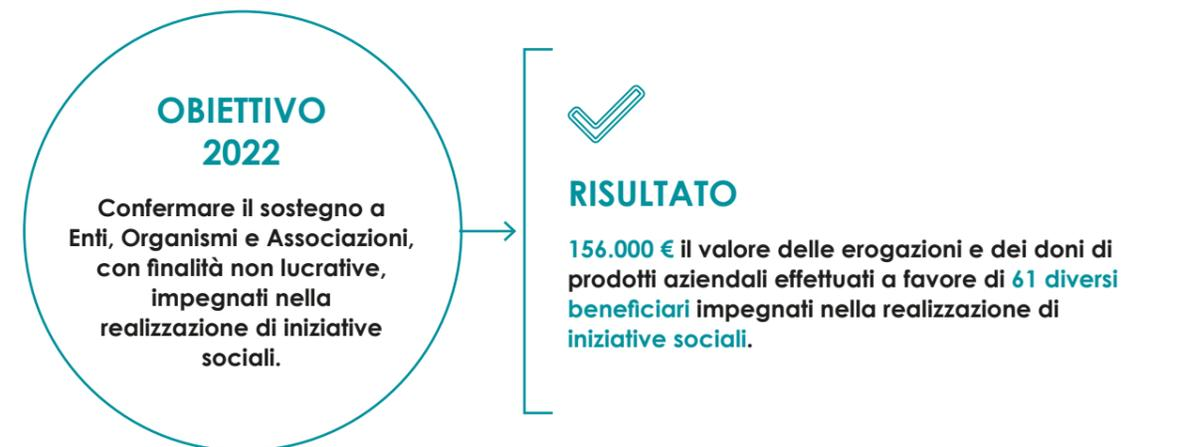 OBIETTIVO
2022
Confermare il sostegno a
Enti, Organismi e Associazioni,
con finalità non lucrative,
impegnati nella
realizzazione di iniziative
sociali.
RISULTATO
156.000 € il valore delle erogazioni e dei doni di
prodotti aziendali effettuati a favore di 61 diversi
beneficiari impegnati nella realizzazione di
iniziative sociali.